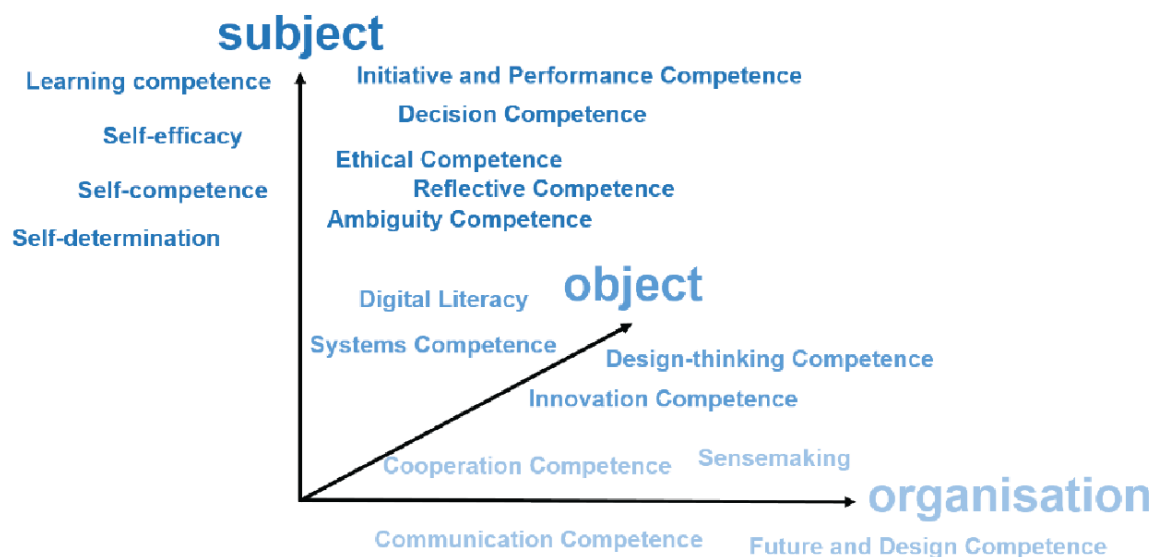 subject
Learning competence
Initiative and Performance Competence
Decision Competence
Self-efficacy
Ethical Competence
Self-competence
Reflective Competence
Ambiguity Competence
Self-determination
object
Digital Literacy
Systems Competence
Design-thinking Competence
Innovation Competence
Cooperation Competence
Sensemaking
organisation
Communication Competence
Future and Design Competence